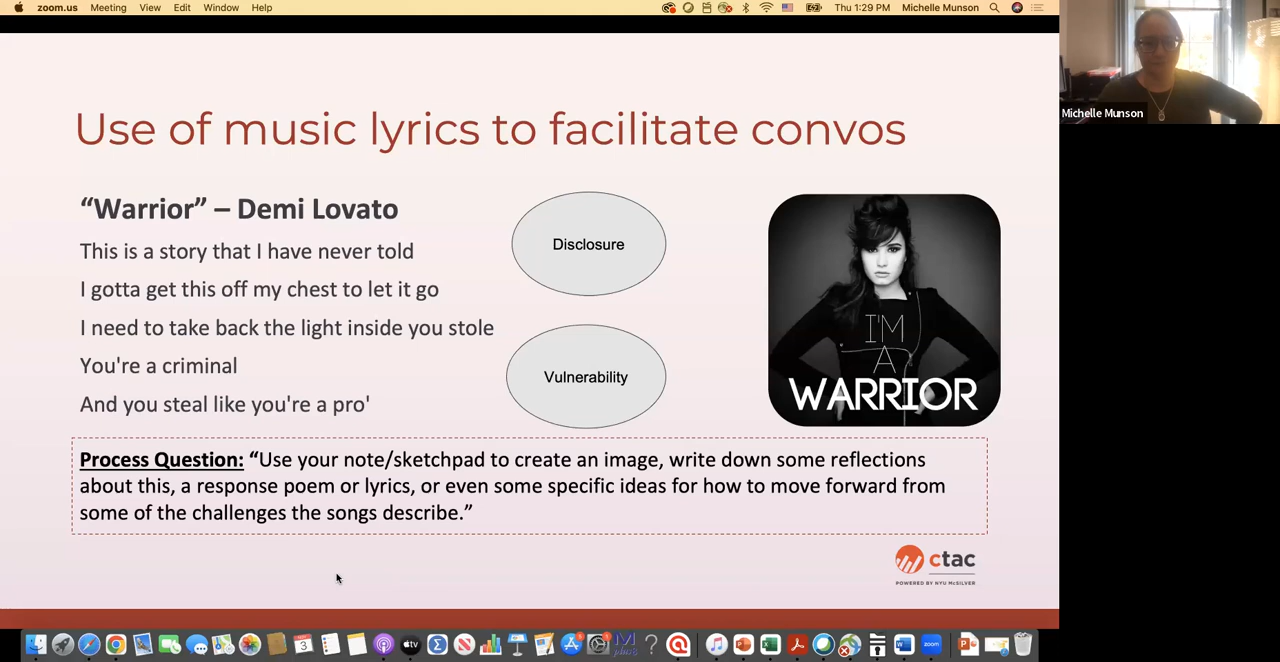 zoom.us Meeting View Edit Window Help
Thu 1:29 PM Michelle Munson
Use of music lyrics to facilitate convos
“Warrior” – Demi Lovato
This is a story that I have never told
I gotta get this off my chest to let it go
I need to take back the light inside you stole
You're a criminal
And you steal like you're a pro'
Disclosure
Vulnerability
I'M
A
WARRIOR
Process Question: “Use your note/sketchpad to create an image, write down some reflections
about this, a response poem or lyrics, or even some specific ideas for how to move forward from
some of the challenges the songs describe.”
ctac
POWERED BY NYU McSILVER
Michelle Munson